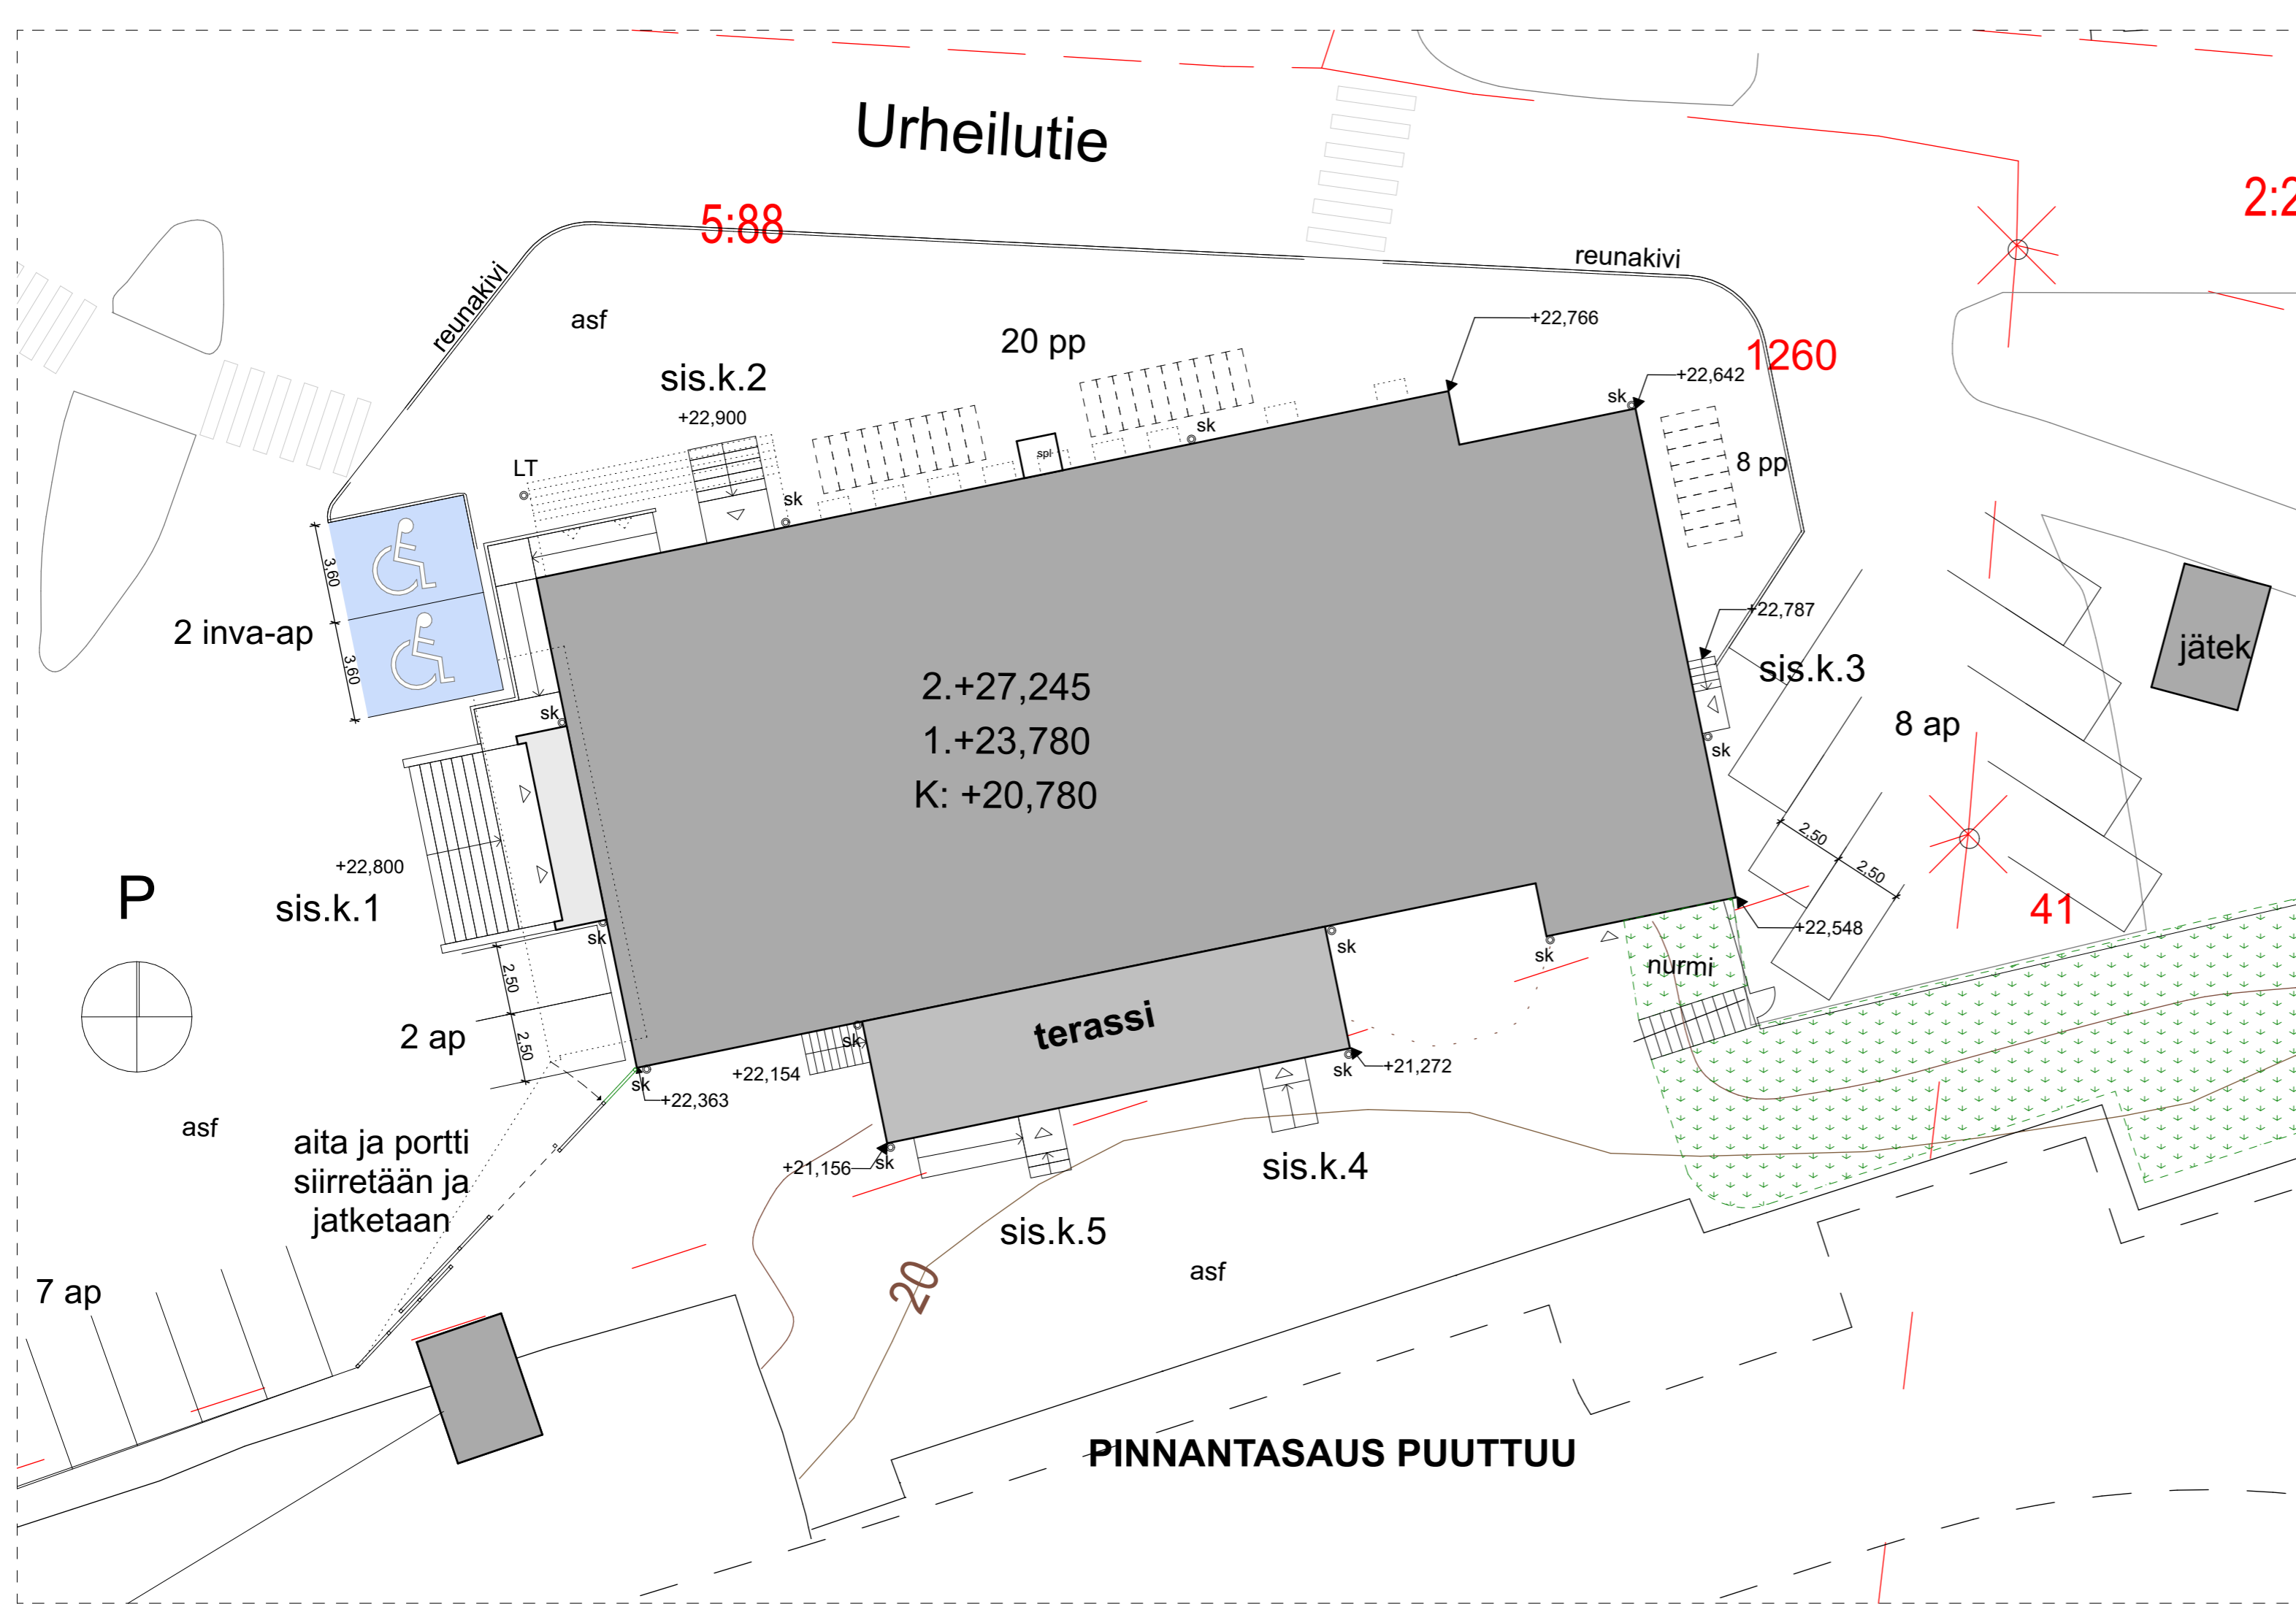 Urheilutie
5:88
2:2
reunakivi
reunakivi
asf
20 pp
+22,766
1260
+22,642
sk
sis.k.2
+22,900
sk
spl
8 pp
LT
sk
3,60
2 inva-ap
3,60
+22,787
sis.k.3
jätek
2.+27,245
1.+23,780
K: +20,780
sk
sk
8 ap
2,50
2,50
+22,800
P
sis.k.1
41
+22,548
sk
sk
sk
nurmi
2,50
2 ap
2,50
terassi
sk
+22,154
sk
+22,363
sk
+21,272
asf
aita ja portti
siirretään ja
jatketaan
+21,156
sk
sis.k.4
sis.k.5
20
asf
7 ap
PINNANTASAUS PUUTTUU